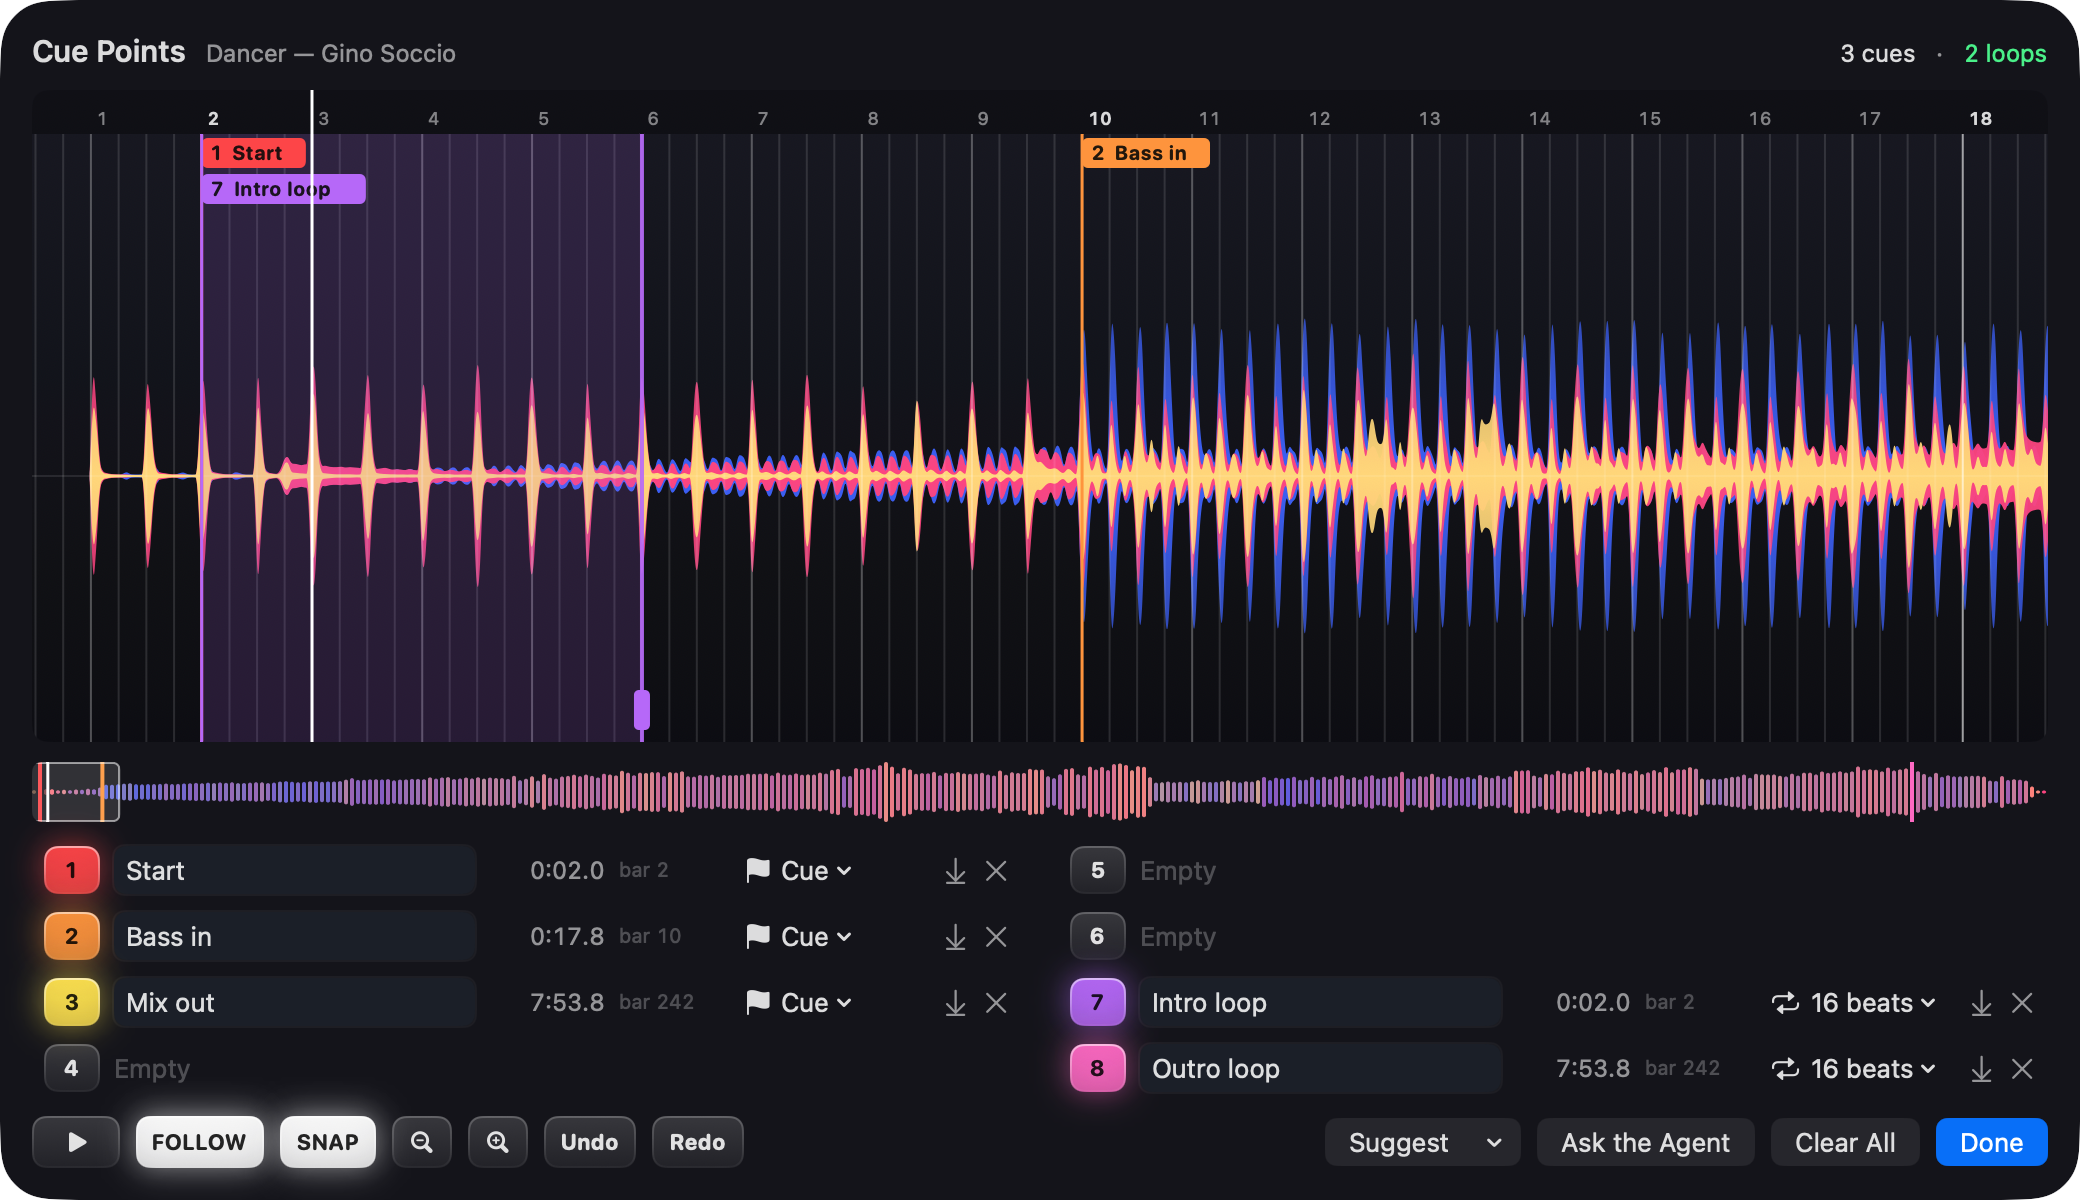 Cue Points Dancer — Gino Soccio 3 cues · 2 loops
1 2 3 4 5 6 7 8 9 10 11 12 13 14 15 16 17 18
1 Start 2 Bass in
7 Intro loop
1 Start 0:02.0 bar 2 Cue 5 Empty
2 Bass in 0:17.8 bar 10 Cue 6 Empty
3 Mix out 7:53.8 bar 242 Cue 7 Intro loop 0:02.0 bar 2 16 beats
4 Empty 8 Outro loop 7:53.8 bar 242 16 beats
FOLLOW SNAP Undo Redo Suggest Ask the Agent Clear All Done